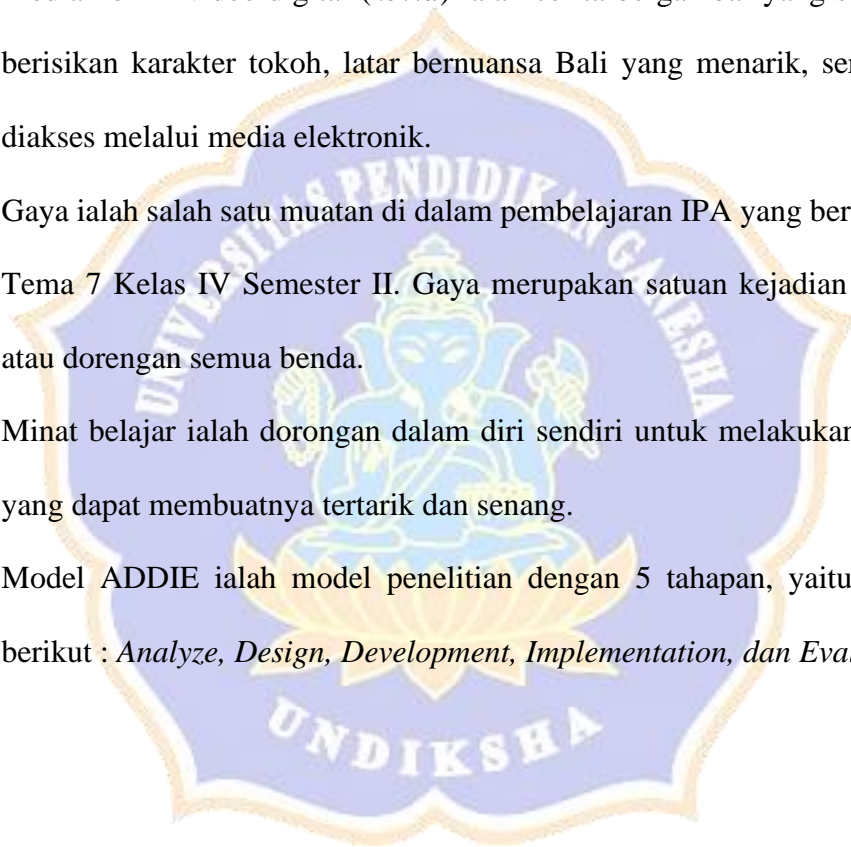 berisikan karakter tokoh, latar bernuansa Bali yang menarik,
diakses melalui media elektronik.
Gaya ialah salah satu muatan di dalam pembelajaran IPA yang
Tema 7 Kelas IV Semester II. Gaya merupakan satuan kejadian
atau dorengan semua benda.
Minat belajar ialah dorongan dalam diri sendiri untuk melakukan
yang dapat membuatnya tertarik dan senang.
Model ADDIE ialah model penelitian dengan 5 tahapan, yaitu
berikut : Analyze, Design, Development, Implementation, dan
UNIVERSITAS PENDIDIKAN GANESHA
UNDIKSHA